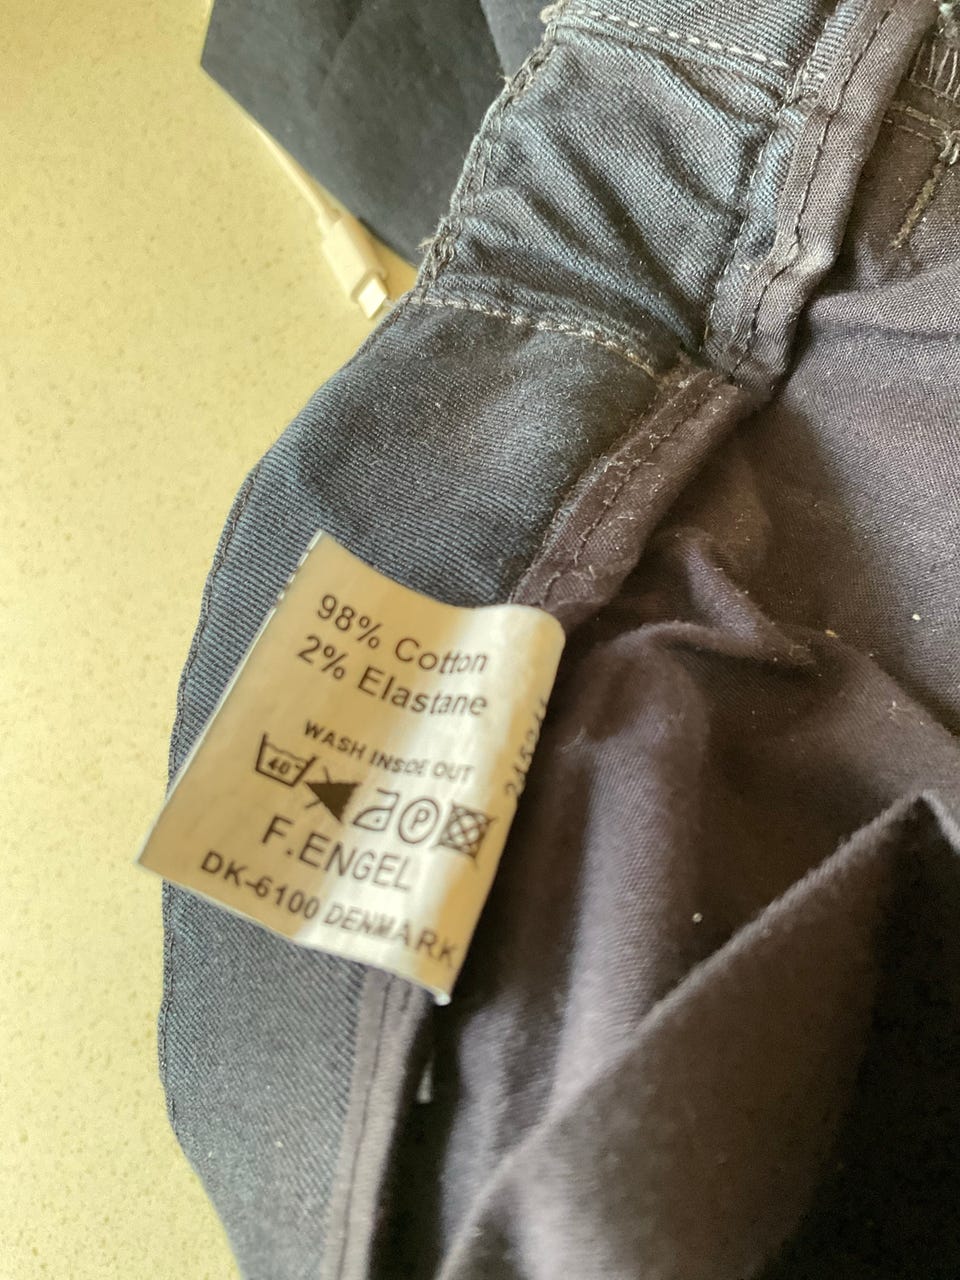 98% Cotton
2% Elastane
WASH INSIDE OUT
40°
P
F.ENGEL
DK-6100 DENMARK